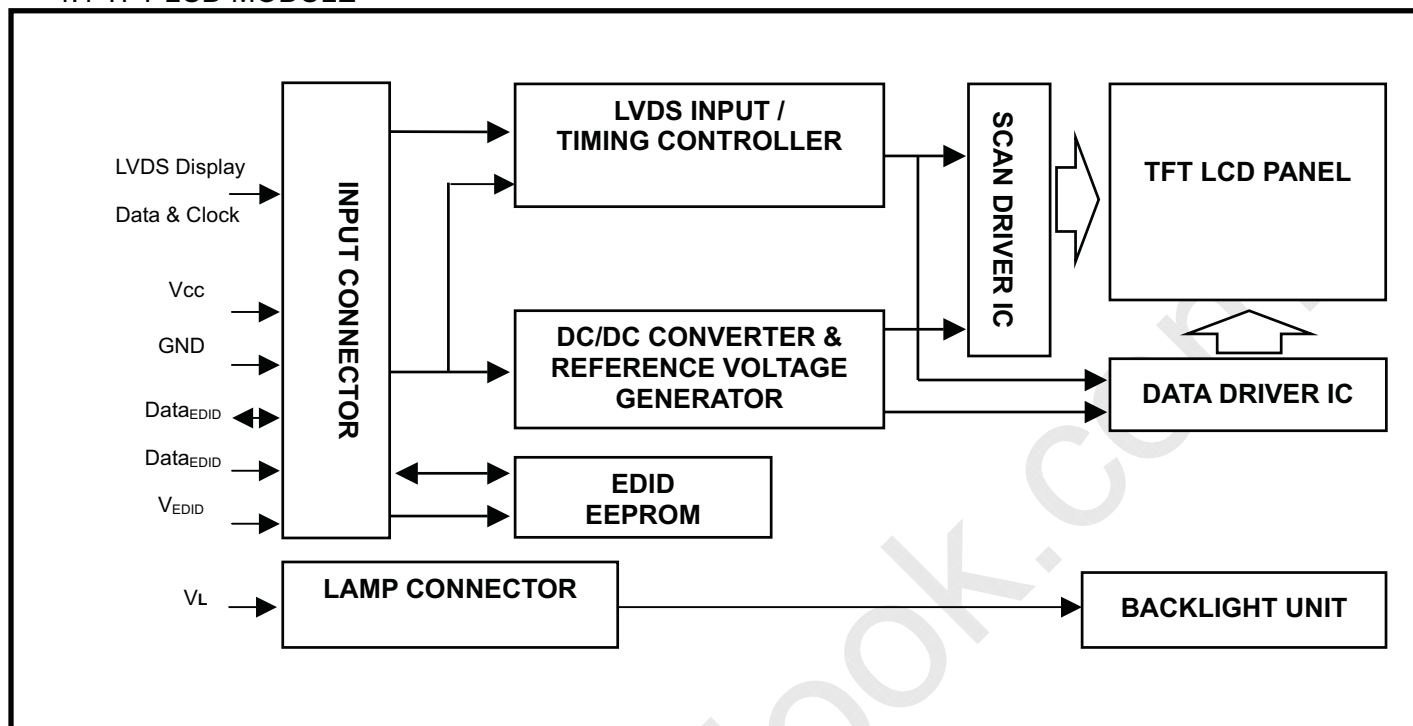 LVDS INPUT /
TIMING CONTROLLER
SCAN DRIVER IC
TFT LCD PANEL
LVDS Display
Data & Clock
INPUT CONNECTOR
Vcc
GND
DC/DC CONVERTER &
REFERENCE VOLTAGE
GENERATOR
DATA DRIVER IC
DataEDID
DataEDID
VEDID
EDID
EEPROM
LAMP CONNECTOR
VL
BACKLIGHT UNIT